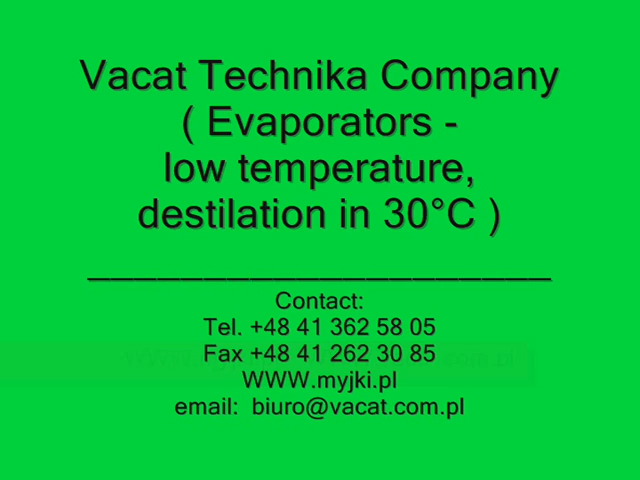 Vacat Technika Company
( Evaporators -
low temperature,
destilation in 30°C )
____________________
Contact:
Tel. +48 41 362 58 05
Fax +48 41 262 30 85
WWW.myjki.pl
email: biuro@vacat.com.pl